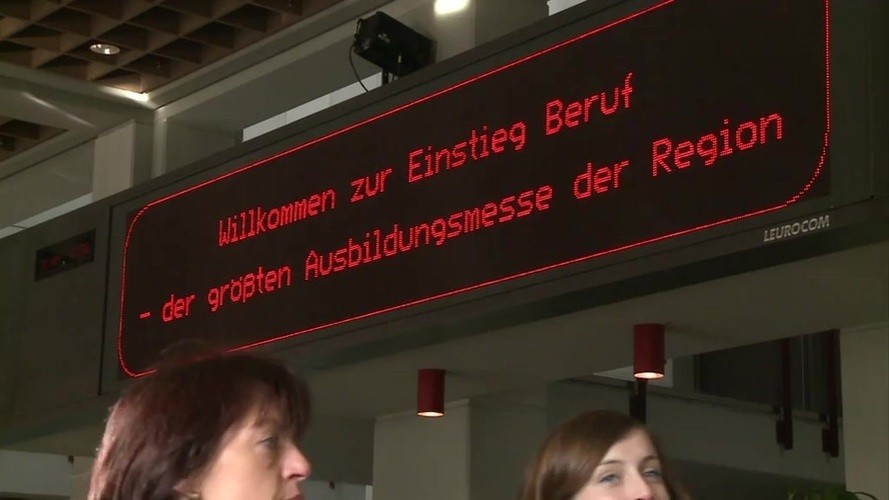 Willkommen zur Einstieg Beruf
- der größten Ausbildungsmesse der Region
LEUROCOM